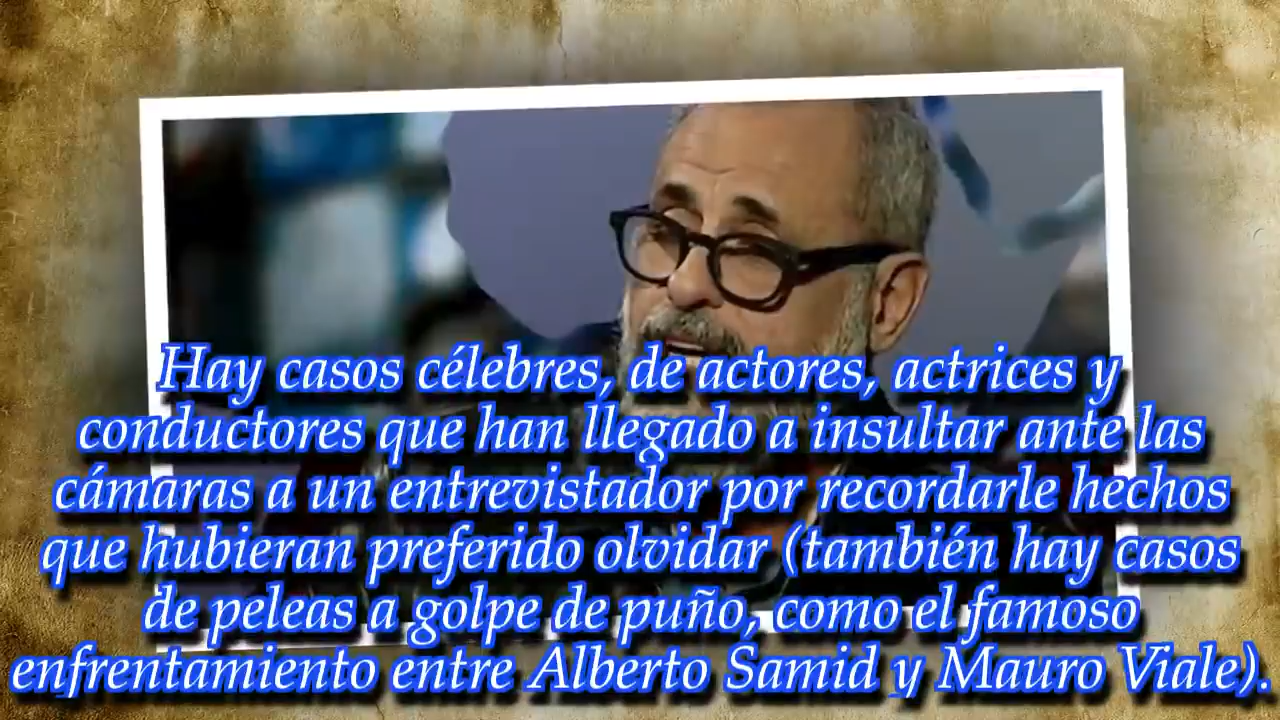 Hay casos célebres, de actores, actrices y
conductores que han llegado a insultar ante las
cámaras a un entrevistador por recordarle hechos
que hubieran preferido olvidar (también hay casos
de peleas a golpe de puño, como el famoso
enfrentamiento entre Alberto Samid y Mauro Viale).